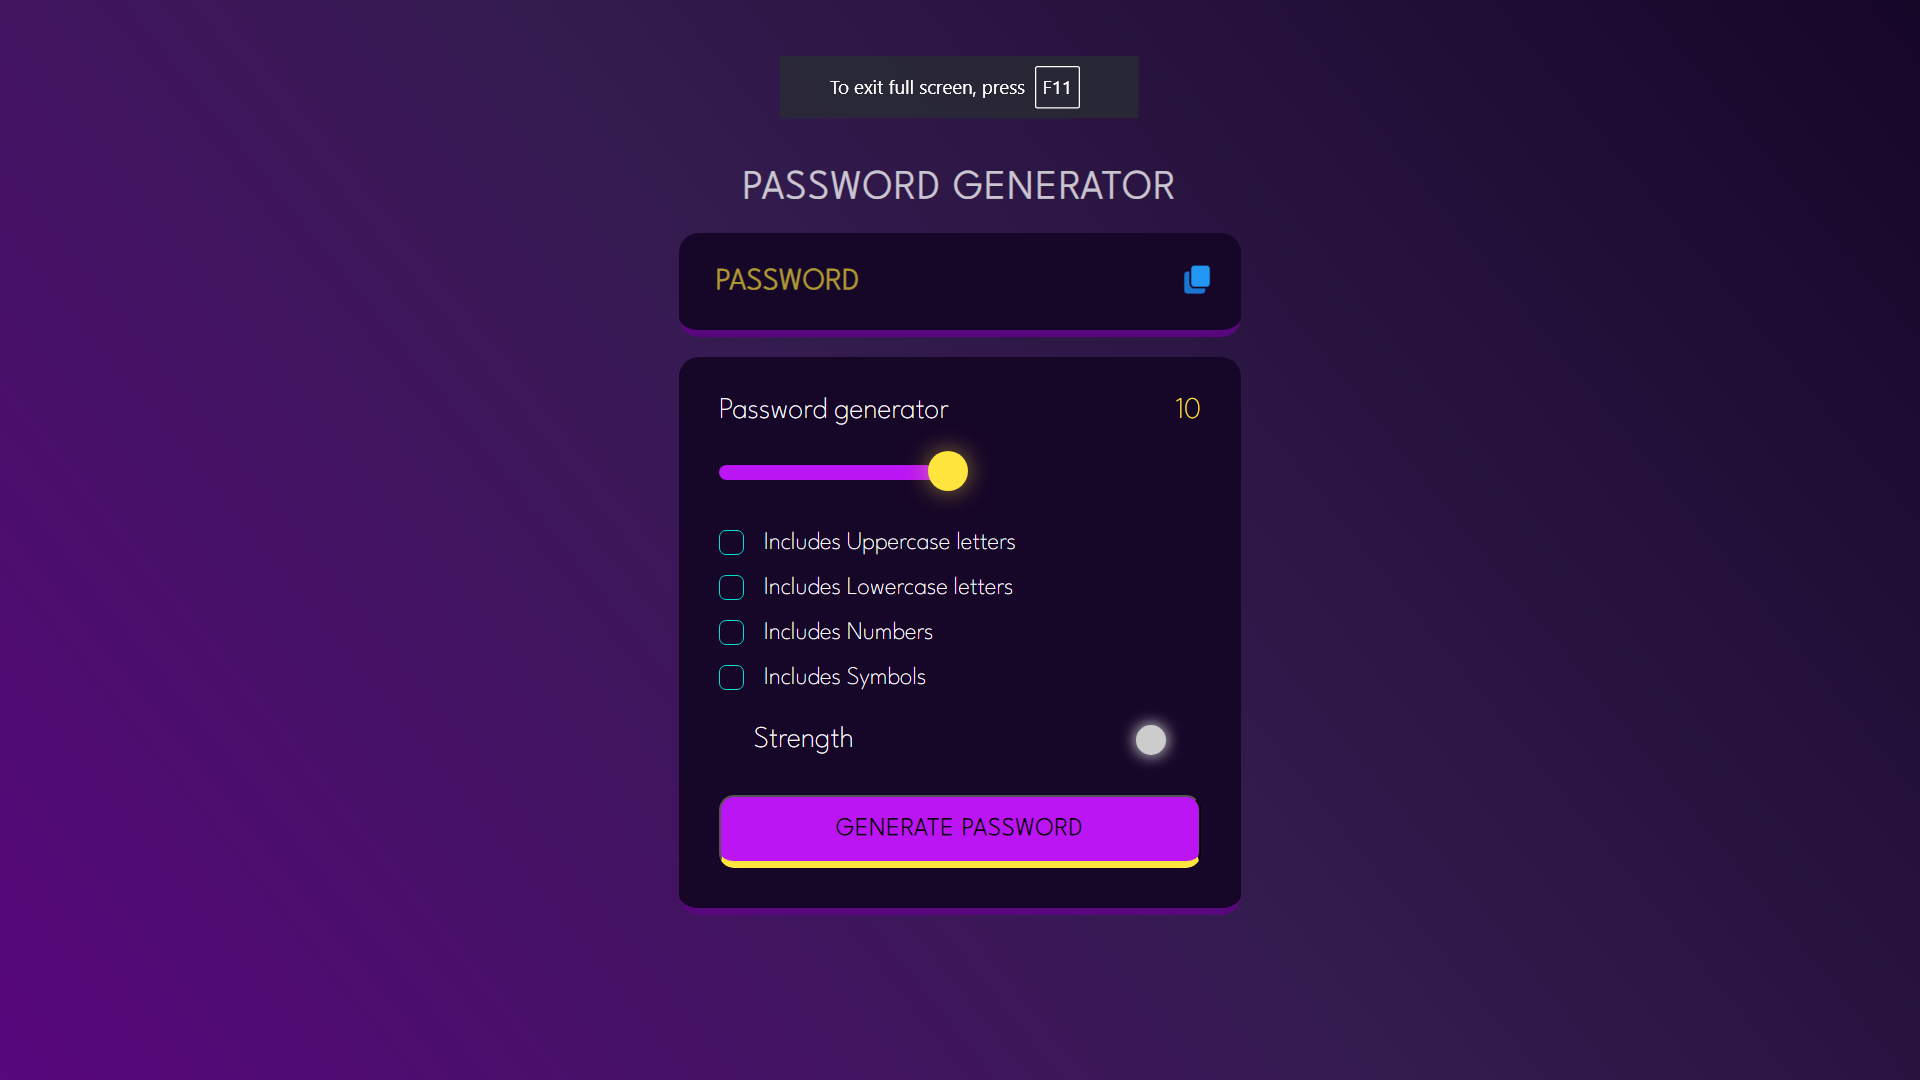 To exit full screen, press F11
PASSWORD GENERATOR
PASSWORD
Password generator 10
Includes Uppercase letters
Includes Lowercase letters
Includes Numbers
Includes Symbols
Strength
GENERATE PASSWORD